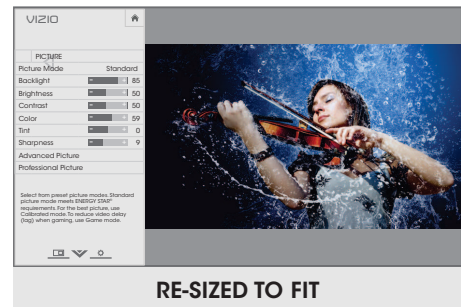 VIZIO
PICTURE
Picture Mode Standard
Backlight 85
Brightness 50
Contrast 50
Color 59
Tint 0
Sharpness 9
Advanced Picture
Professional Picture
Select from preset picture modes. Standard
picture mode meets ENERGY STAR®
requirements. For the best picture, use
Calibrated mode. To reduce video delay
(lag) when gaming, use Game mode.
RE-SIZED TO FIT